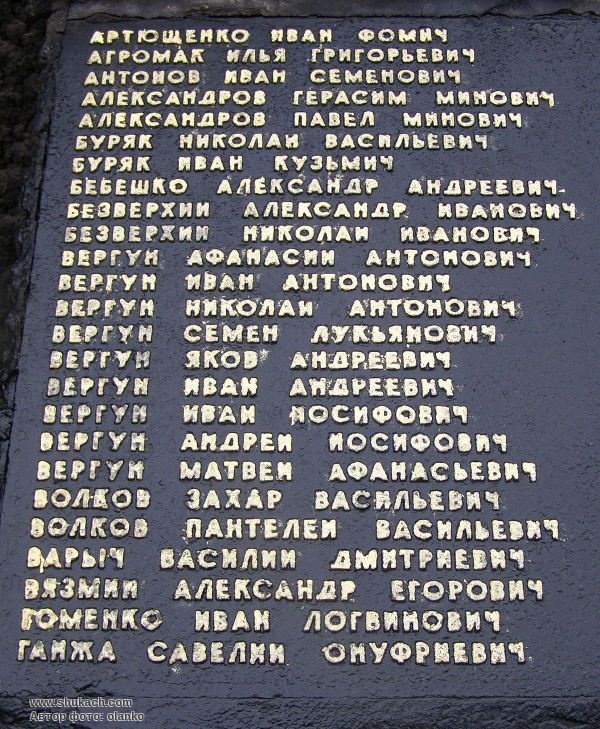 АРТЮЩЕНКО ИВАН ФОМИЧ
АГРОМАК ИЛЬЯ ГРИГОРЬЕВИЧ
АНТОНОВ ИВАН СЕМЕНОВИЧ
АЛЕКСАНДРОВ ГЕРАСИМ МИНОВИЧ
АЛЕКСАНДРОВ ПАВЕЛ МИНОВИЧ
БУРЯК НИКОЛАИ ВАСИЛЬЕВИЧ
БУРЯК ИВАН КУЗЬМИЧ
БЕБЕШКО АЛЕКСАНДР АНДРЕЕВИЧ
БЕЗВЕРХИИ АЛЕКСАНДР ИВАНОВИЧ
БЕЗВЕРХИИ НИКОЛАИ ИВАНОВИЧ
ВЕРГУН АФАНАСИИ АНТОНОВИЧ
ВЕРГУН ИВАН АНТОНОВИЧ
ВЕРГУН НИКОЛАИ АНТОНОВИЧ
ВЕРГУН СЕМЕН ЛУКЬЯНОВИЧ
ВЕРГУН ЯКОВ АНДРЕЕВИЧ
ВЕРГУН ИВАН АНДРЕЕВИЧ
ВЕРГУН ИВАН ИОСИФОВИЧ
ВЕРГУН АНДРЕИ ИОСИФОВИЧ
ВЕРГУН МАТВЕИ АФАНАСЬЕВИЧ
ВОЛКОВ ЗАХАР ВАСИЛЬЕВИЧ
ВОЛКОВ ПАНТЕЛЕИ ВАСИЛЬЕВИЧ
ВАРЫЧ ВАСИЛИИ ДМИТРИЕВИЧ
ВЯЗМИН АЛЕКСАНДР ЕГОРОВИЧ
ГОМЕНКО ИВАН ЛОГВИНОВИЧ
ГАНЖА САВЕЛИИ ОНУФРИЕВИЧ
www.shukach.com
Автор фото: olanko